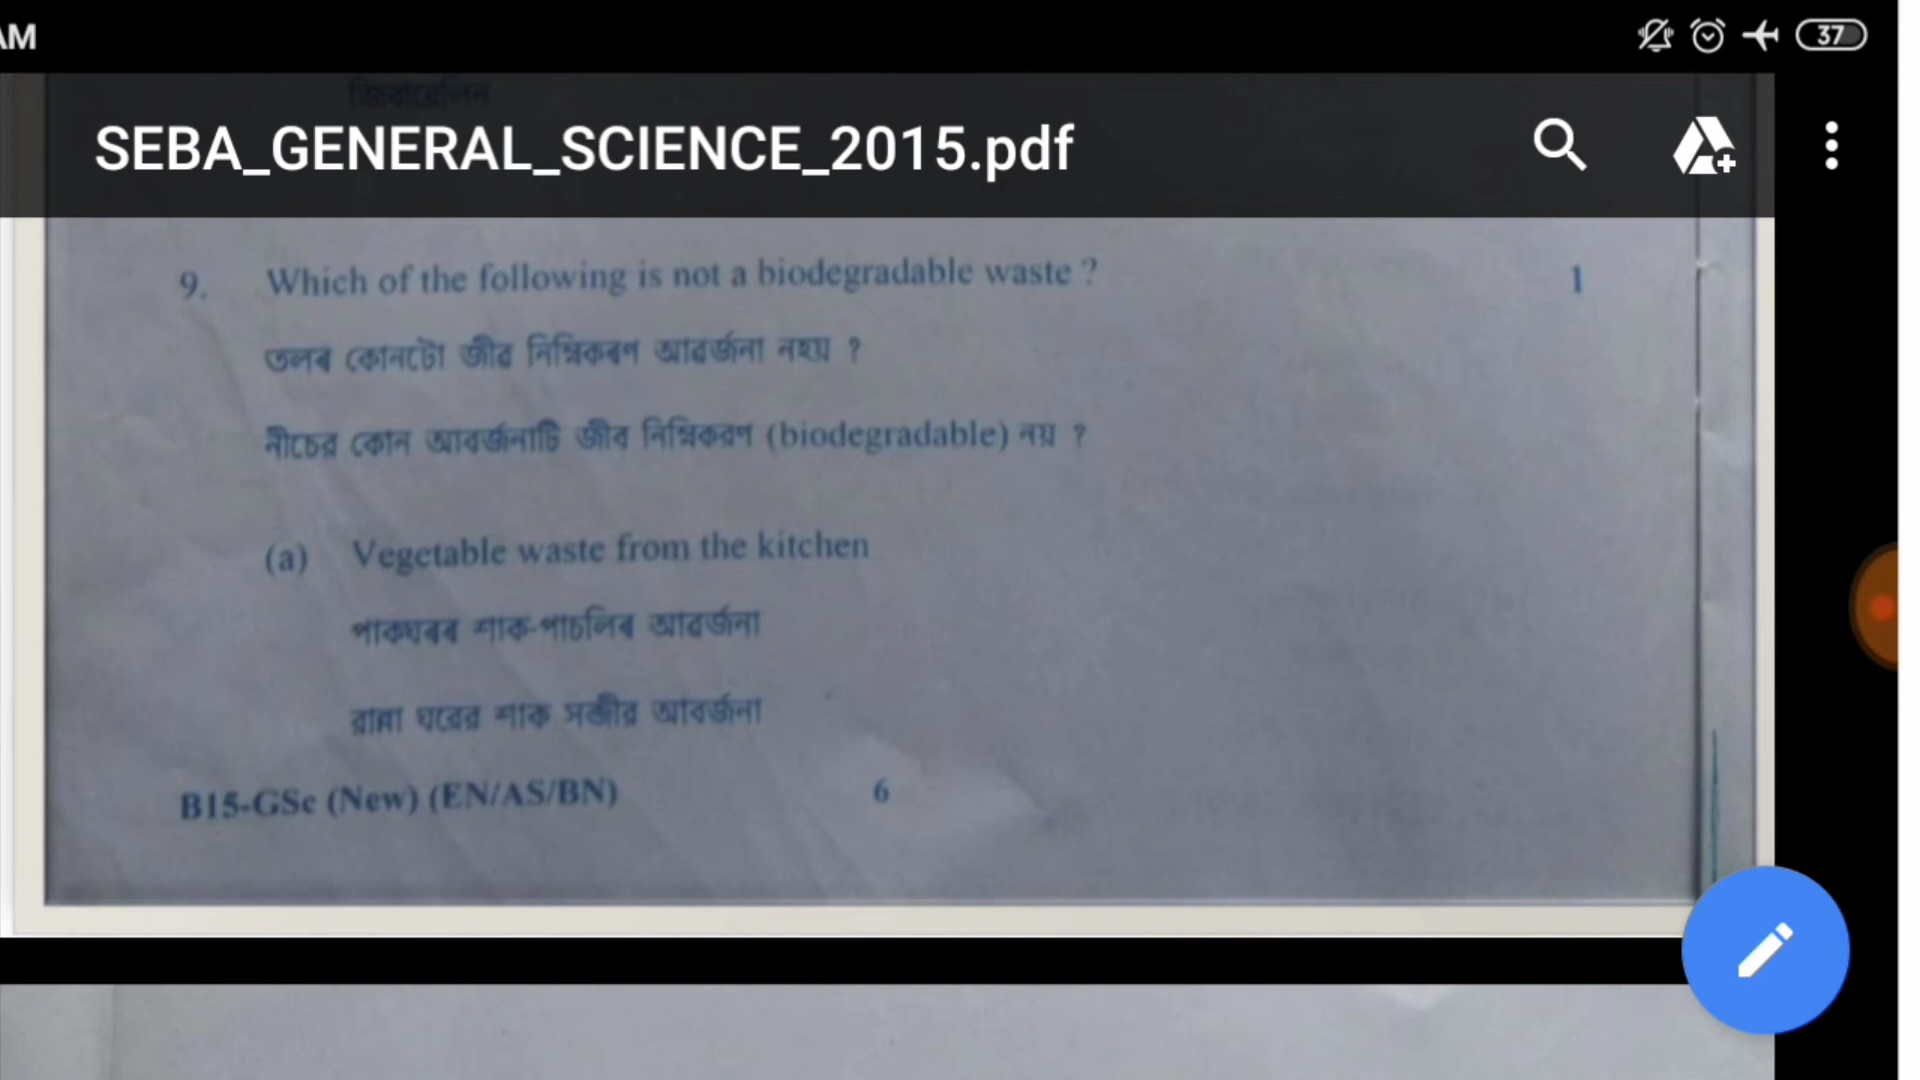 AM
37
জিবাৰেলিন
SEBA_GENERAL_SCIENCE_2015.pdf
9. Which of the following is not a biodegradable waste ? 1
তলৰ কোনটো জীৱ নিম্নিকৰণ আৱৰ্জনা নহয় ?
নীচের কোন আবর্জনাটি জীব নিম্নিকরণ (biodegradable) নয় ?
(a) Vegetable waste from the kitchen
পাকঘৰৰ শাক-পাচলিৰ আৱৰ্জনা
রান্না ঘরের শাক সব্জীর আবর্জনা
B15-GSc (New) (EN/AS/BN) 6